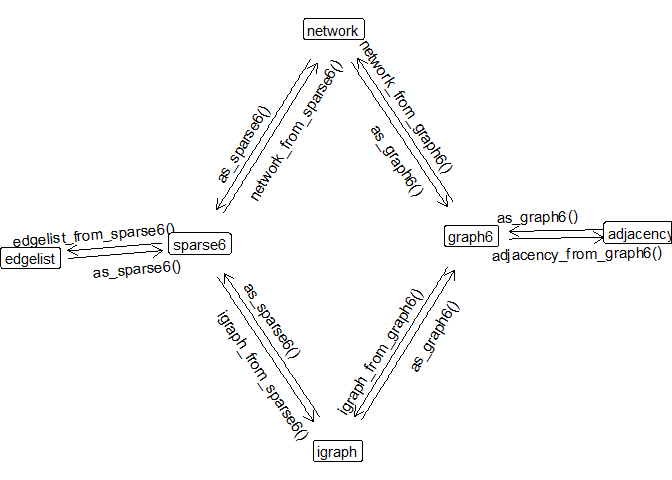 network
network_from_graph6()
as_sparse6()
network_from_sparse6()
as_graph6()
edgelist_from_sparse6()
edgelist
as_sparse6()
sparse6
graph6
as_graph6()
adjacency
adjacency_from_graph6()
as_sparse6()
igraph_from_sparse6()
igraph_from_graph6()
as_graph6()
igraph